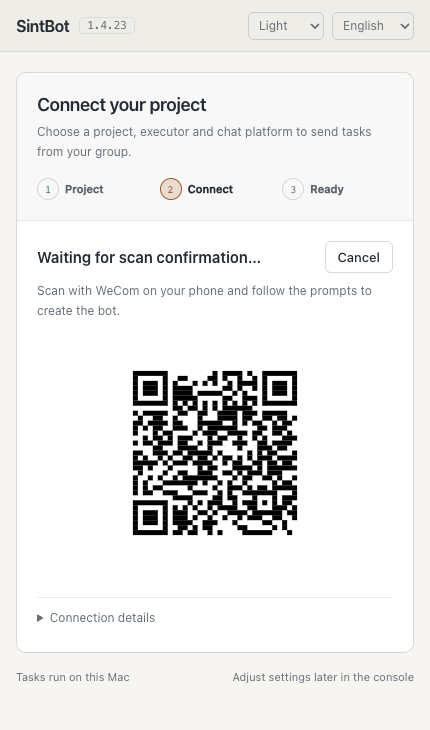 SintBot 1.4.23 Light English
Connect your project
Choose a project, executor and chat platform to send tasks
from your group.
1 Project 2 Connect 3 Ready
Waiting for scan confirmation... Cancel
Scan with WeCom on your phone and follow the prompts to
create the bot.
Connection details
Tasks run on this Mac Adjust settings later in the console